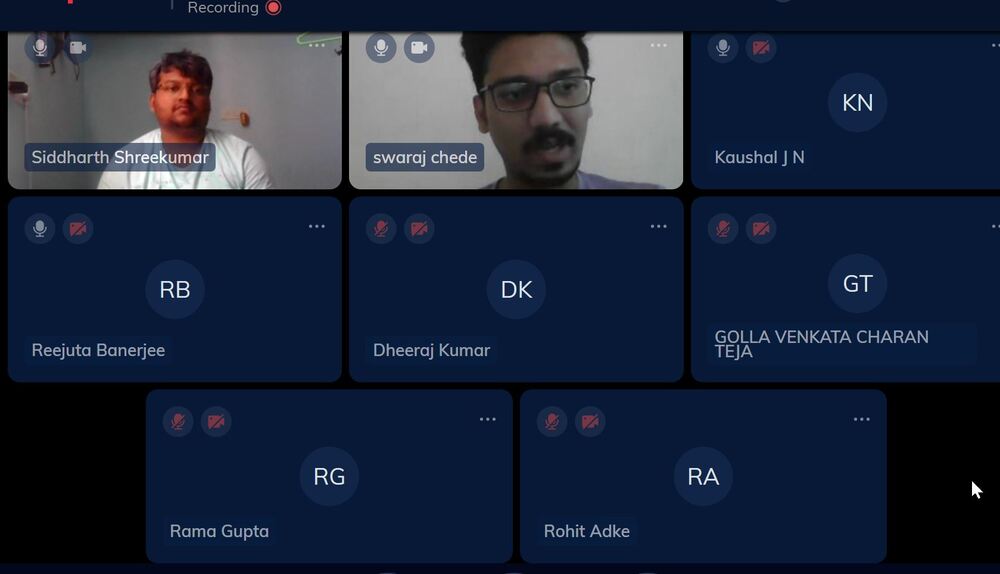 Recording
Siddharth Shreekumar
swaraj chede
KN
Kaushal J N
RB
Reejuta Banerjee
DK
Dheeraj Kumar
GT
GOLLA VENKATA CHARAN
TEJA
RG
Rama Gupta
RA
Rohit Adke